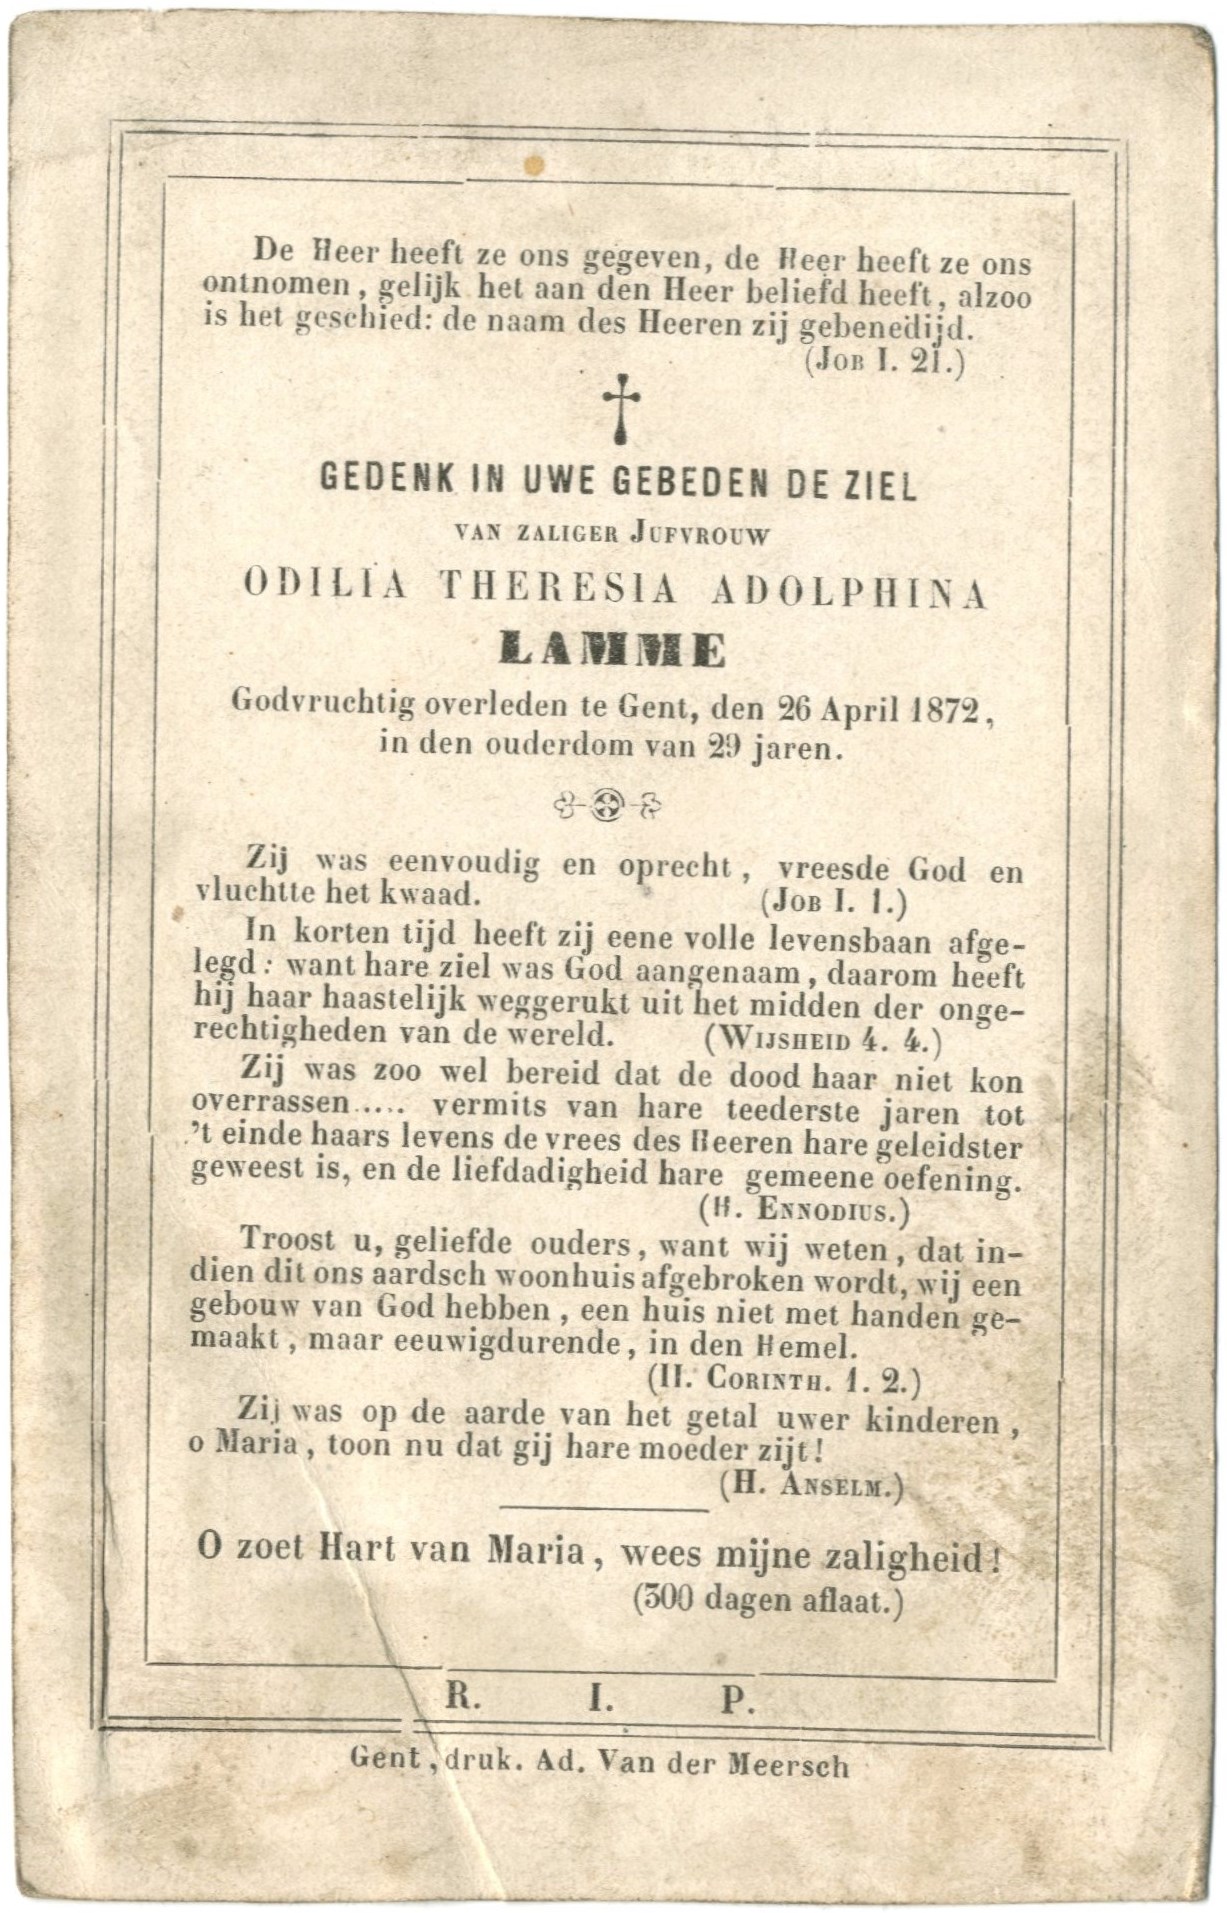 De Heer heeft ze ons gegeven, de Heer heeft ze ons
ontnomen, gelijk het aan den Heer beliefd heeft, alzoo
is het geschied: de naam des Heeren zij gebenedijd.
(Job I. 21.)
GEDENK IN UWE GEBEDEN DE ZIEL
VAN ZALIGER JUFVROUW
ODILIA THERESIA ADOLPHINA
LAMME
Godvruchtig overleden te Gent, den 26 April 1872,
in den ouderdom van 29 jaren.
Zij was eenvoudig en oprecht, vreesde God en
vluchtte het kwaad. (Job I. 1.)
In korten tijd heeft zij eene volle levensbaan afge-
legd: want hare ziel was God aangenaam, daarom heeft
hij haar haastelijk weggerukt uit het midden der onge-
rechtigheden van de wereld. (Wijsheid 4. 4.)
Zij was zoo wel bereid dat de dood haar niet kon
overrassen..... vermits van hare teederste jaren tot
't einde haars levens de vrees des Heeren hare geleidster
geweest is, en de liefdadigheid hare gemeene oefening.
(H. Ennodius.)
Troost u, geliefde ouders, want wij weten, dat in-
dien dit ons aardsch woonhuis afgebroken wordt, wij een
gebouw van God hebben, een huis niet met handen ge-
maakt, maar eeuwigdurende, in den Hemel.
(II. Corinth. 1. 2.)
Zij was op de aarde van het getal uwer kinderen,
o Maria, toon nu dat gij hare moeder zijt!
(H. Anselm.)
O zoet Hart van Maria, wees mijne zaligheid!
(300 dagen aflaat.)
R. I. P.
Gent, druk. Ad. Van der Meersch